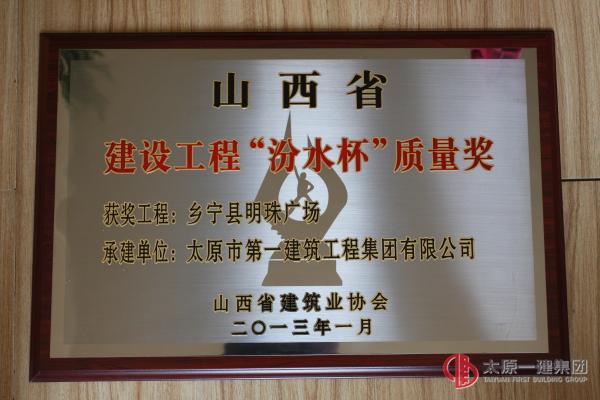 山西省
建设工程“汾水杯”质量奖
获奖工程：乡宁县明珠广场
承建单位：太原市第一建筑工程集团有限公司
山西省建筑业协会
二〇一三年一月
太原一建集团
TAIYUAN FIRST BUILDING GROUP